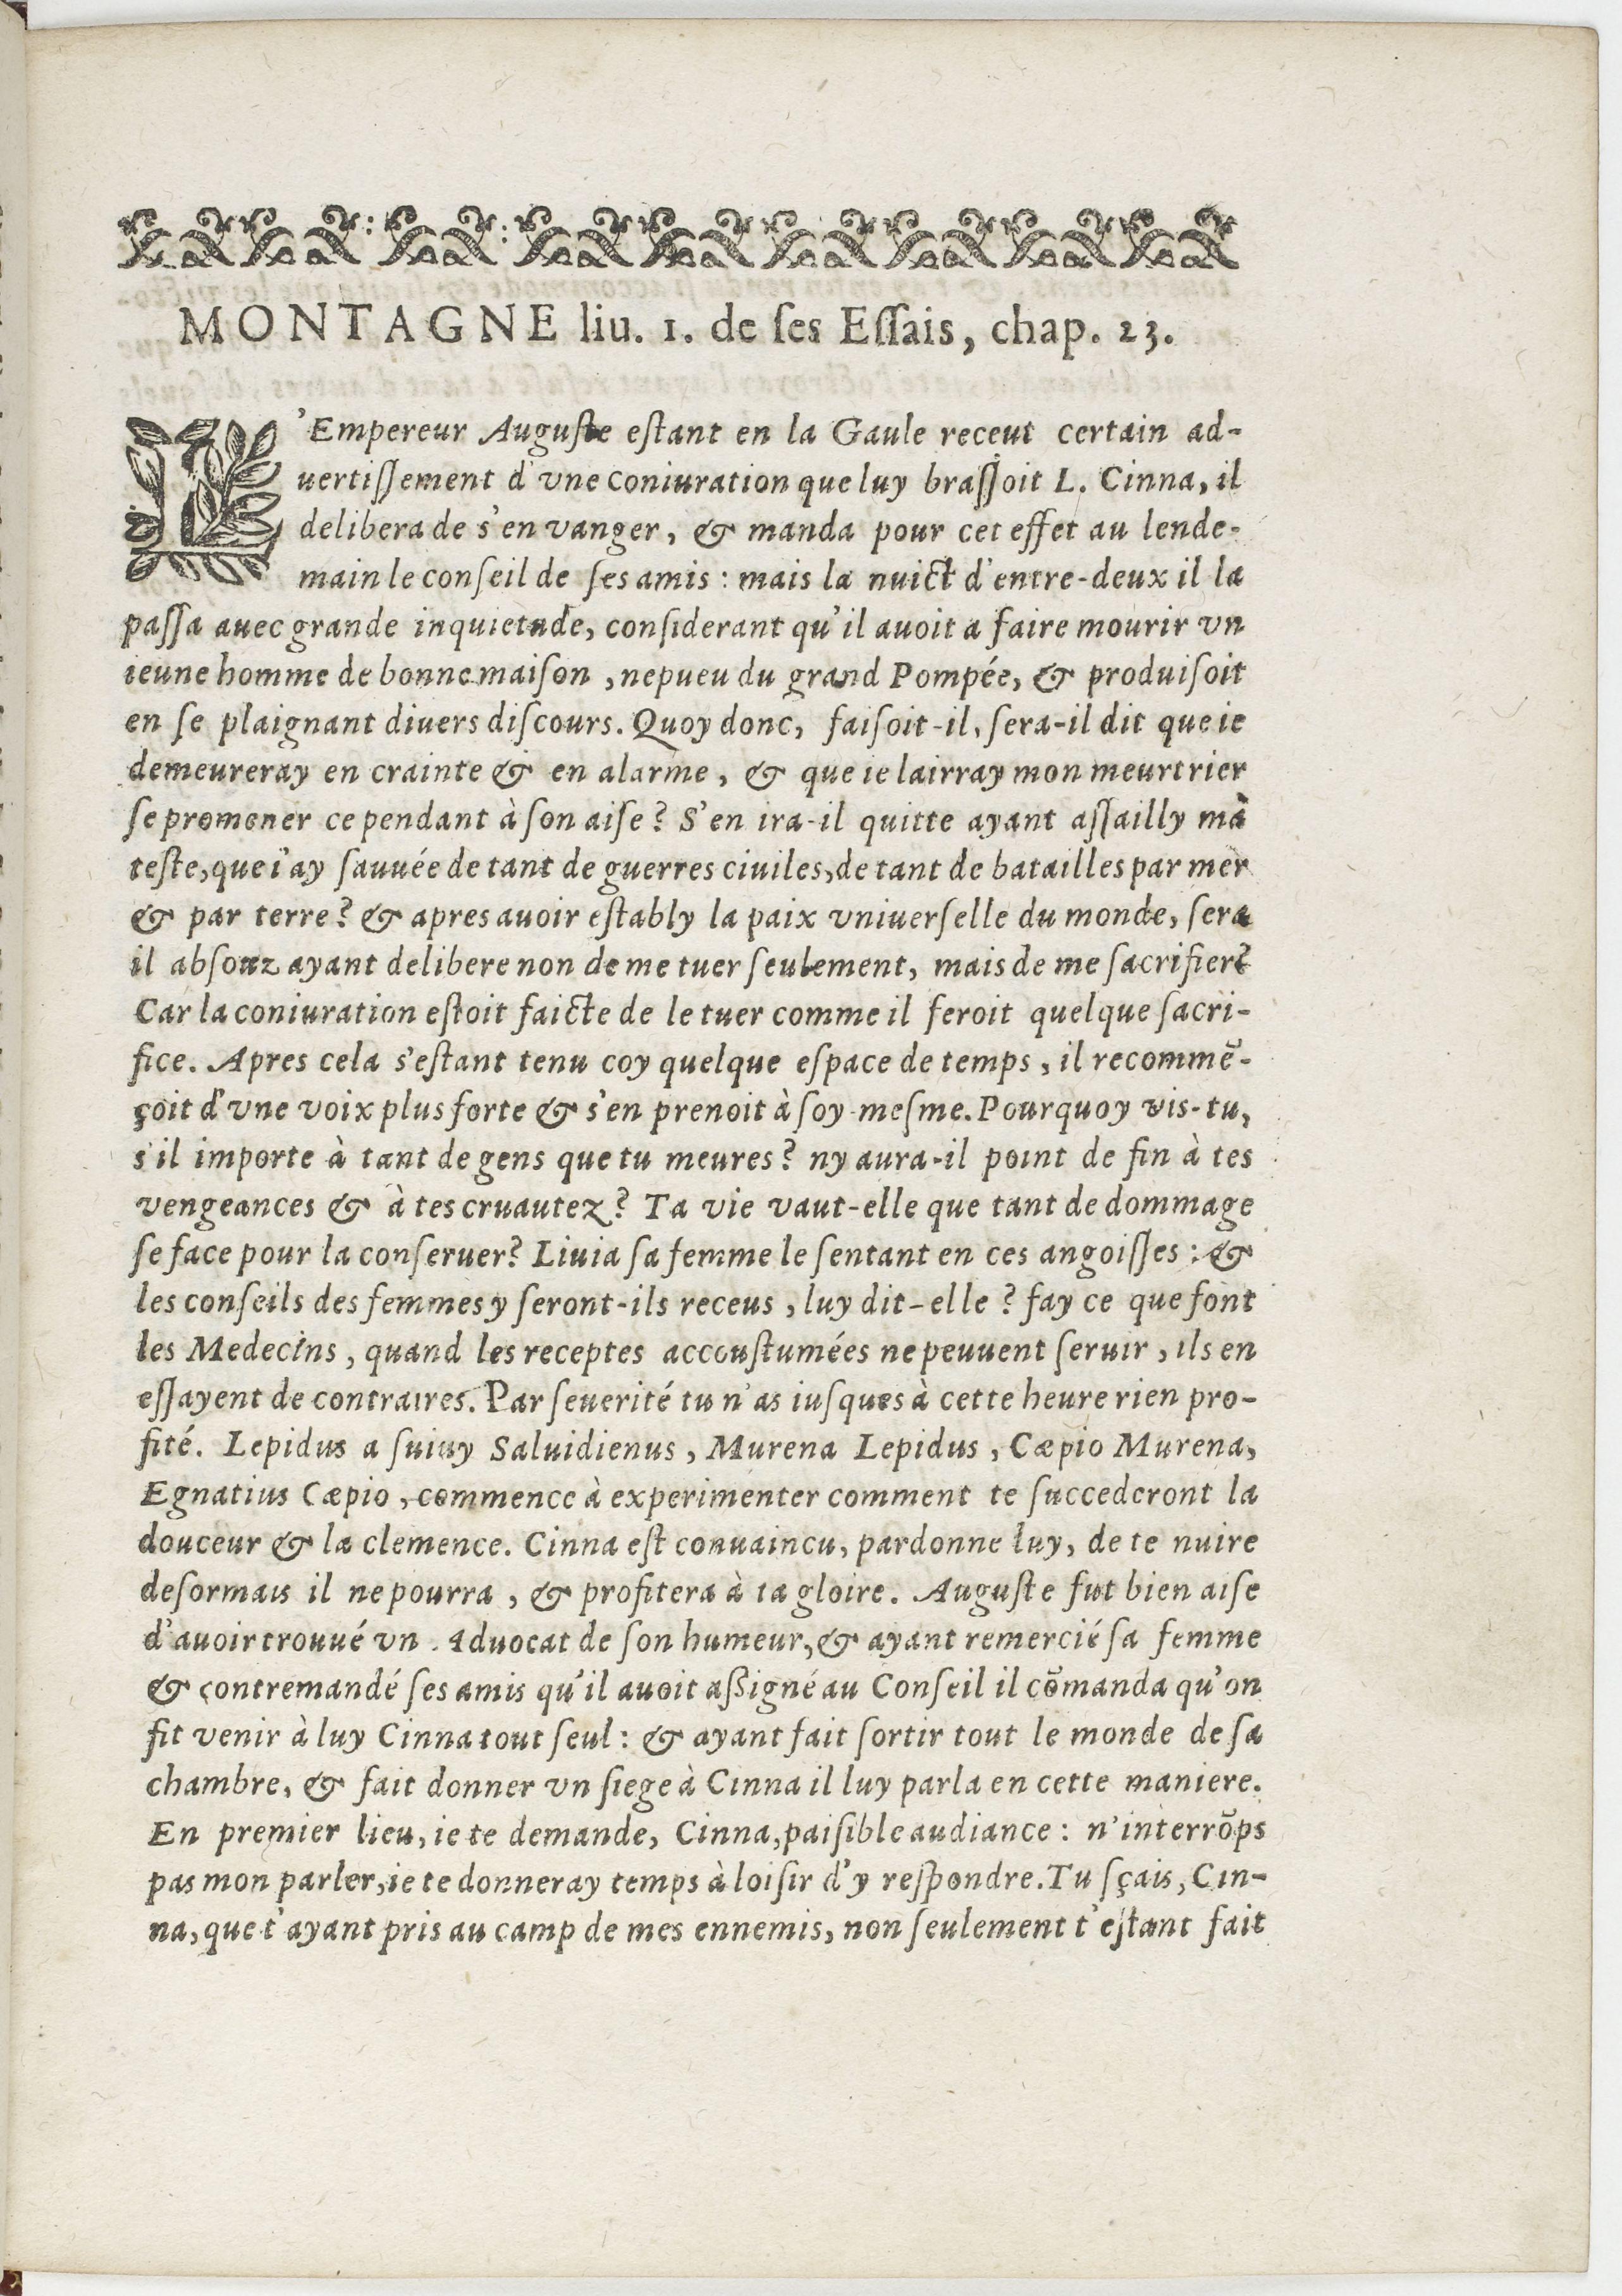 MONTAGNE liu. 1. de ſes Eſſais, chap. 23.
L'Empereur Auguſte eſtant en la Gaule receut certain ad-
uertiſſement d'vne coniuration que luy braſſoit L. Cinna, il
delibera de s'en vanger, & manda pour cet effet au lende-
main le conſeil de ſes amis : mais la nuict d'entre-deux il la
paſſa auec grande inquietude, conſiderant qu'il auoit a faire mourir vn
ieune homme de bonne maiſon , nepueu du grand Pompée, & produiſoit
en ſe plaignant diuers diſcours. Quoy donc, faiſoit-il, ſera-il dit que ie
demeureray en crainte & en alarme, & que ie lairray mon meurtrier
ſe promener ce pendant à ſon aiſe ? S'en ira-il quitte ayant aſſailly ma
teſte, que i'ay ſauuée de tant de guerres ciuiles, de tant de batailles par mer
& par terre ? & apres auoir eſtably la paix vniuerſelle du monde, ſera
il abſouz ayant delibere non de me tuer ſeulement, mais de me ſacrifier?
Car la coniuration eſtoit faicte de le tuer comme il feroit quelque ſacri-
fice. Apres cela s'eſtant tenu coy quelque eſpace de temps , il recommē-
çoit d'vne voix plus forte & s'en prenoit à ſoy-meſme. Pourquoy vis-tu,
s'il importe à tant de gens que tu meures ? ny aura-il point de fin à tes
vengeances & à tes cruautez ? Ta vie vaut-elle que tant de dommage
ſe face pour la conſeruer? Liuia ſa femme le ſentant en ces angoiſſes : &
les conſeils des femmes y ſeront-ils receus , luy dit-elle ? fay ce que font
les Medecins , quand les receptes accouſtumées ne peuuent ſeruir , ils en
eſſayent de contraires. Par ſeuerité tu n'as iuſques à cette heure rien pro-
fité. Lepidus a ſuiuy Saluidienus , Murena Lepidus , Cæpio Murena,
Egnatius Cæpio , commence à experimenter comment te ſuccederont la
douceur & la clemence. Cinna eſt conuaincu, pardonne luy, de te nuire
deſormais il ne pourra , & profitera à ta gloire. Auguſte fut bien aiſe
d'auoir trouué vn Aduocat de ſon humeur, & ayant remercié ſa femme
& contremandé ſes amis qu'il auoit aſsigné au Conſeil il cōmanda qu'on
fit venir à luy Cinna tout ſeul : & ayant fait ſortir tout le monde de ſa
chambre, & fait donner vn ſiege à Cinna il luy parla en cette maniere.
En premier lieu, ie te demande, Cinna, paiſible audiance : n'interrōps
pas mon parler, ie te donneray temps à loiſir d'y reſpondre. Tu ſçais, Cin-
na, que t'ayant pris au camp de mes ennemis, non ſeulement t'eſtant fait